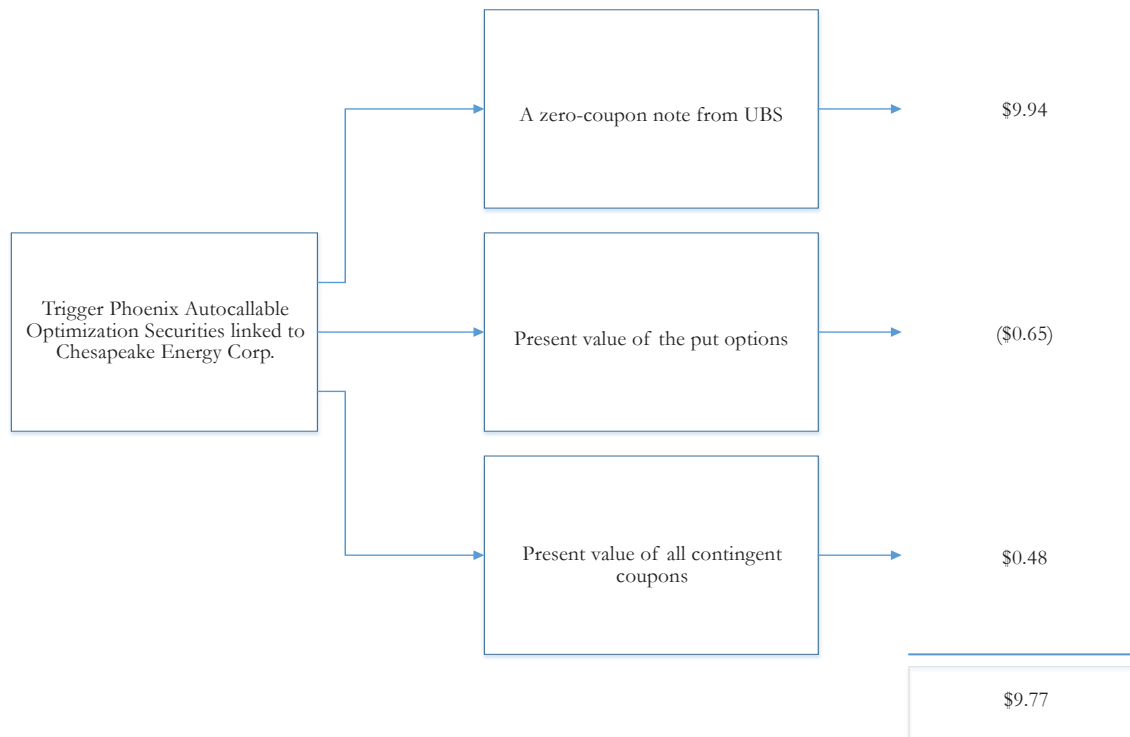 A zero-coupon note from UBS
$9.94
Trigger Phoenix Autocallable
Optimization Securities linked to
Chesapeake Energy Corp.
Present value of the put options
($0.65)
Present value of all contingent
coupons
$0.48
$9.77